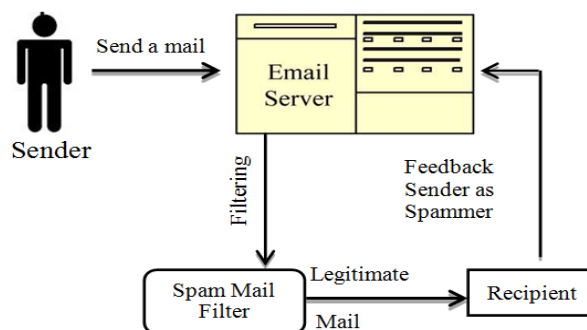 Send a mail
Email
Server
Sender
Filtering
Feedback
Sender as
Spammer
Spam Mail
Filter
Legitimate
Mail
Recipient